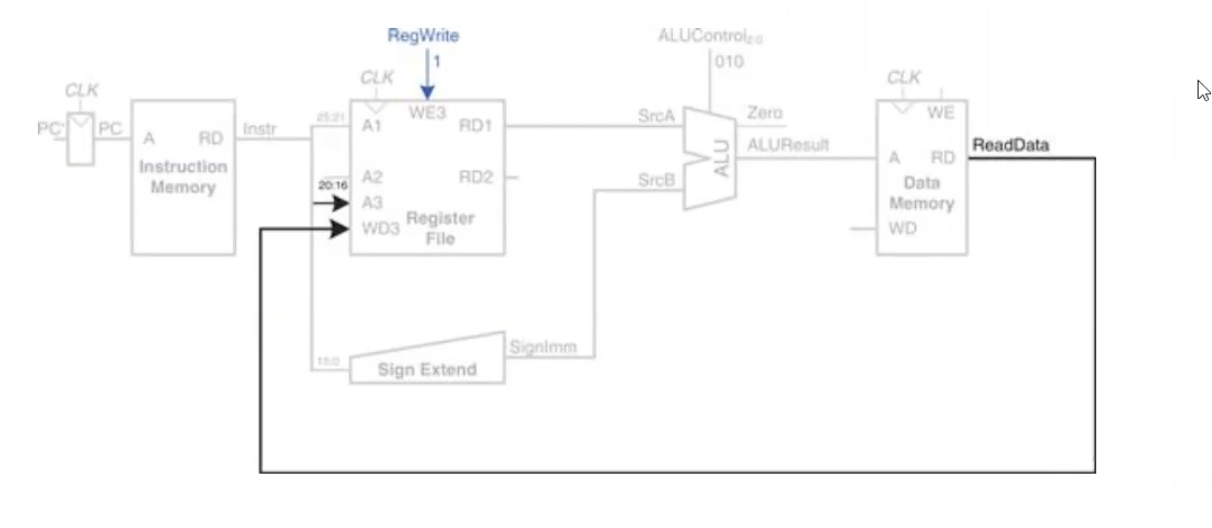 RegWrite
1
ALUControl2:0
010
CLK
CLK
CLK
PC'
PC
A
RD
Instruction
Memory
Instr
25:21
20:16
15:0
A1
WE3
RD1
A2
RD2
A3
WD3
Register
File
SrcA
SrcB
ALU
Zero
ALUResult
WE
A
RD
Data
Memory
WD
ReadData
SignImm
Sign Extend